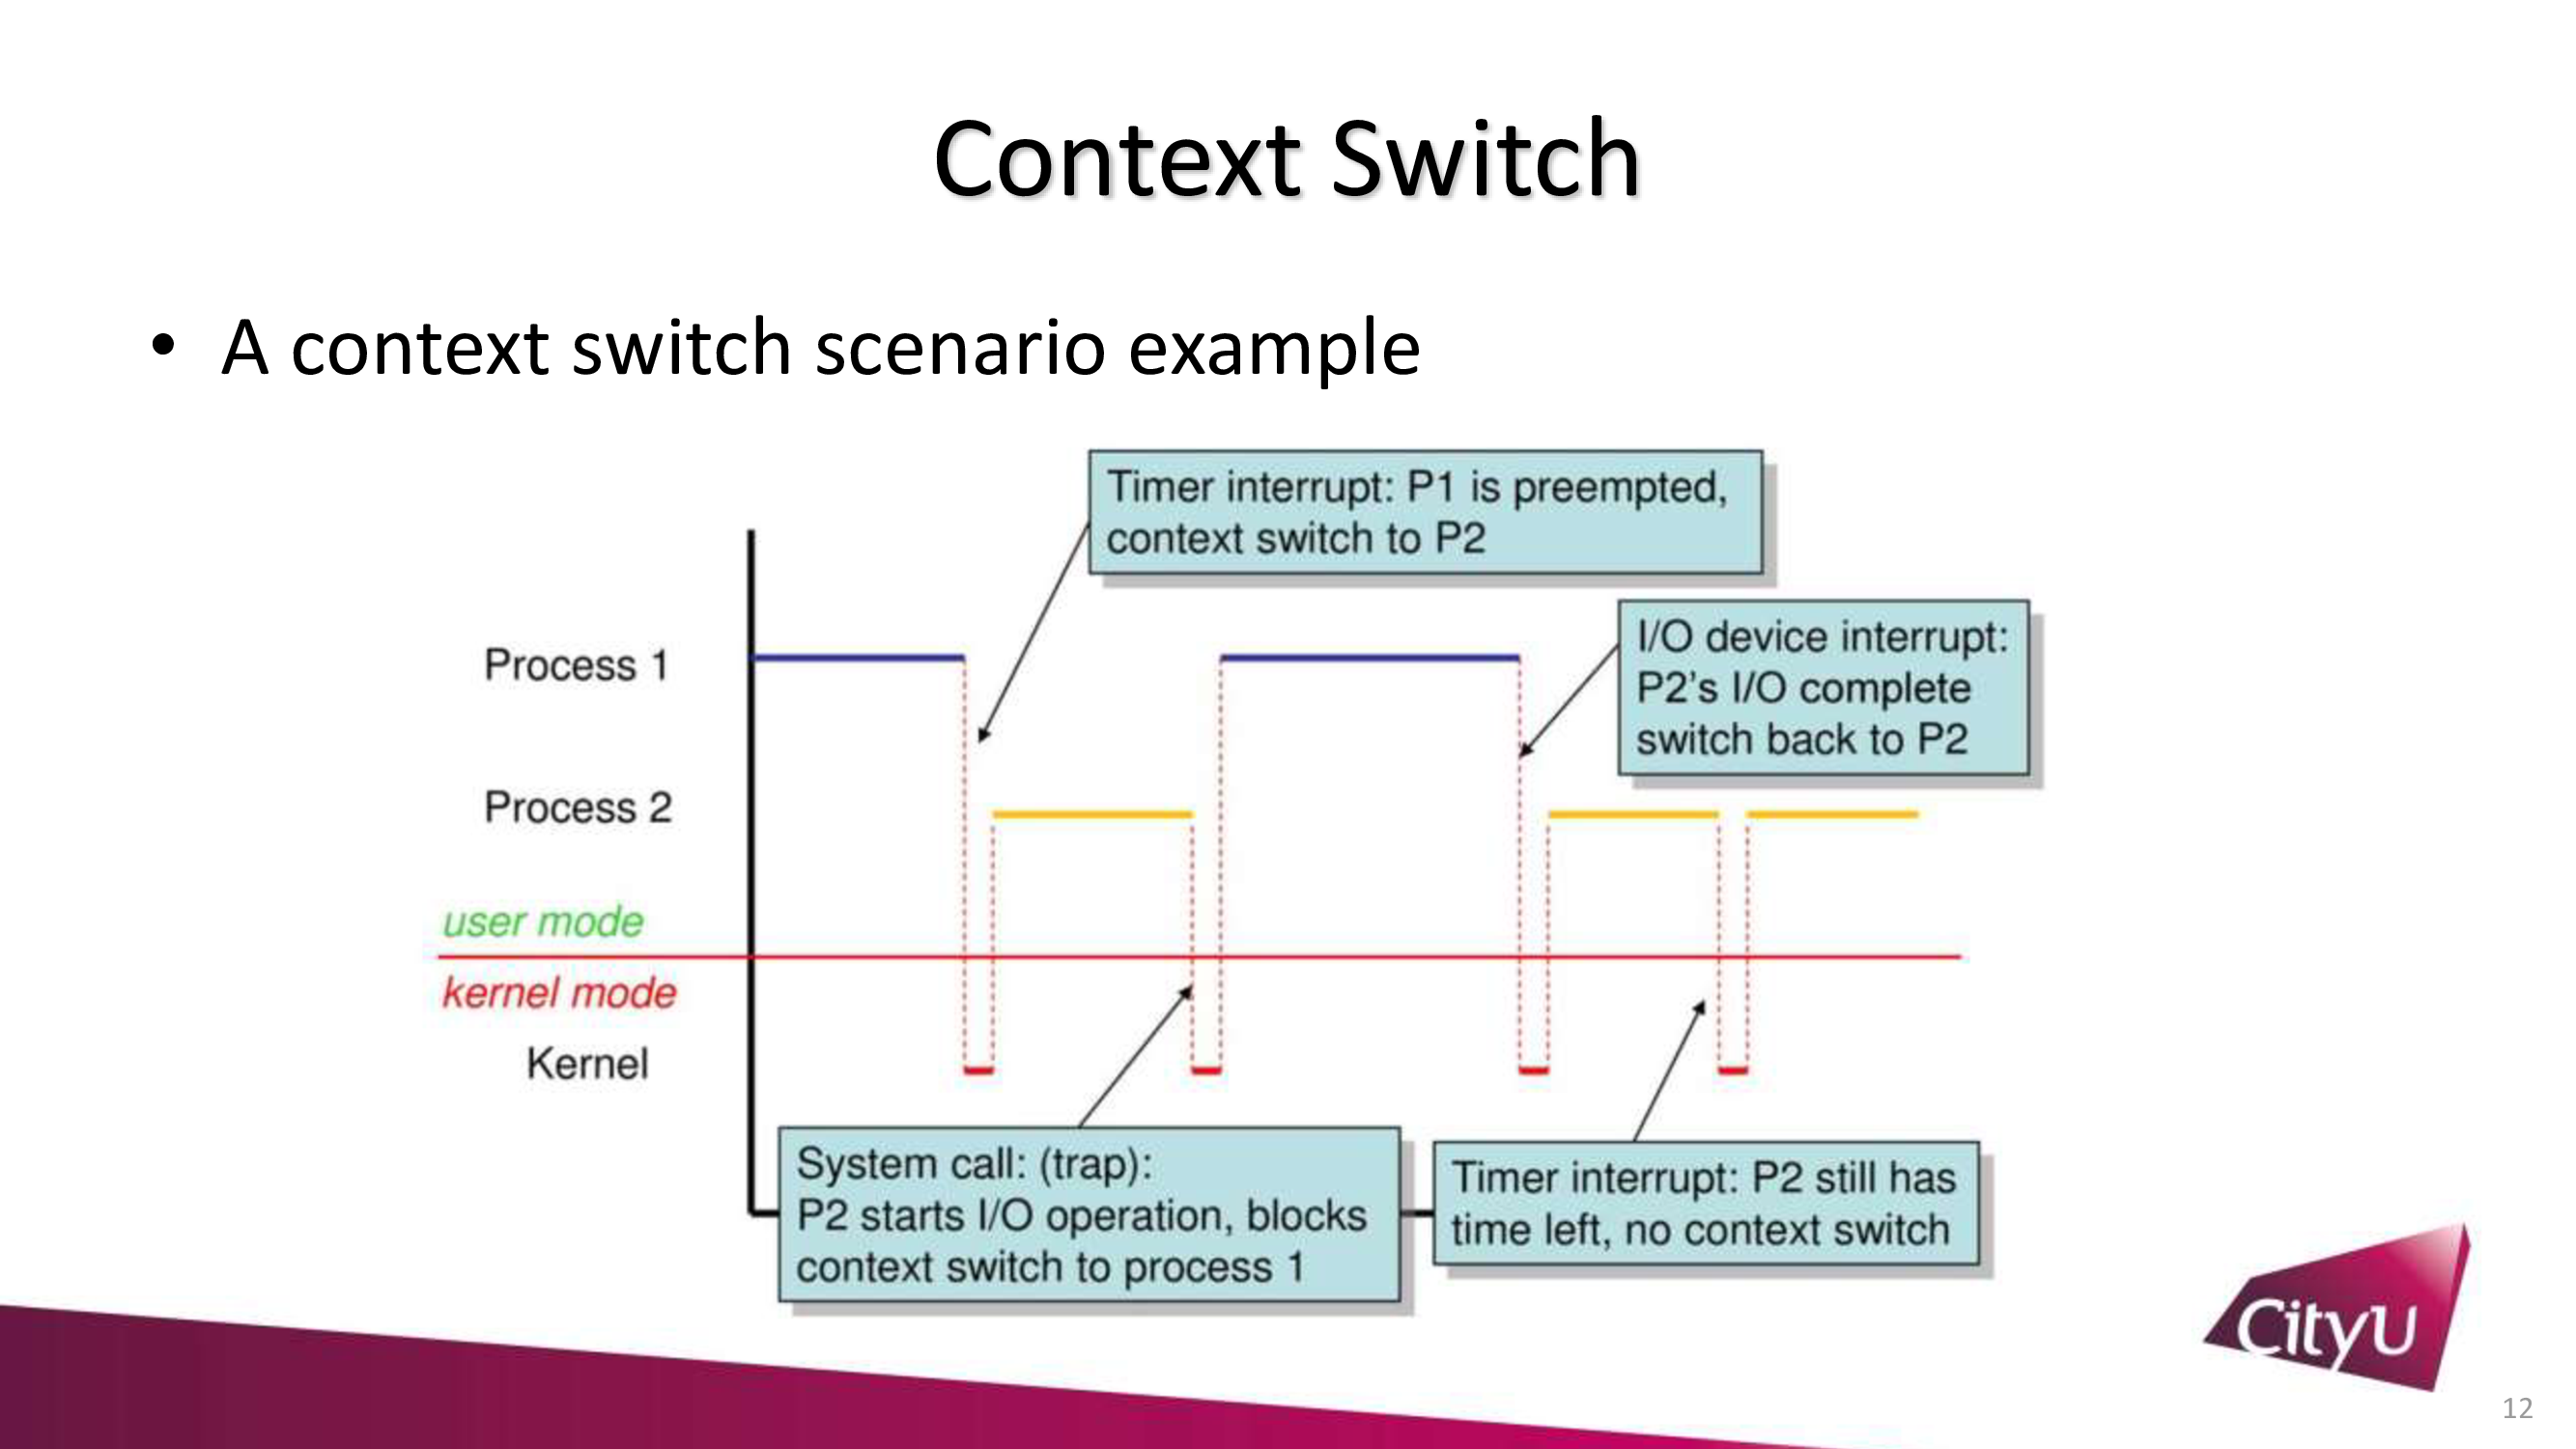 Context Switch
• A context switch scenario example
Timer interrupt: P1 is preempted,
context switch to P2
I/O device interrupt:
P2's I/O complete
switch back to P2
Process 1
Process 2
user mode
kernel mode
Kernel
System call: (trap):
P2 starts I/O operation, blocks
context switch to process 1
Timer interrupt: P2 still has
time left, no context switch
CityU
12